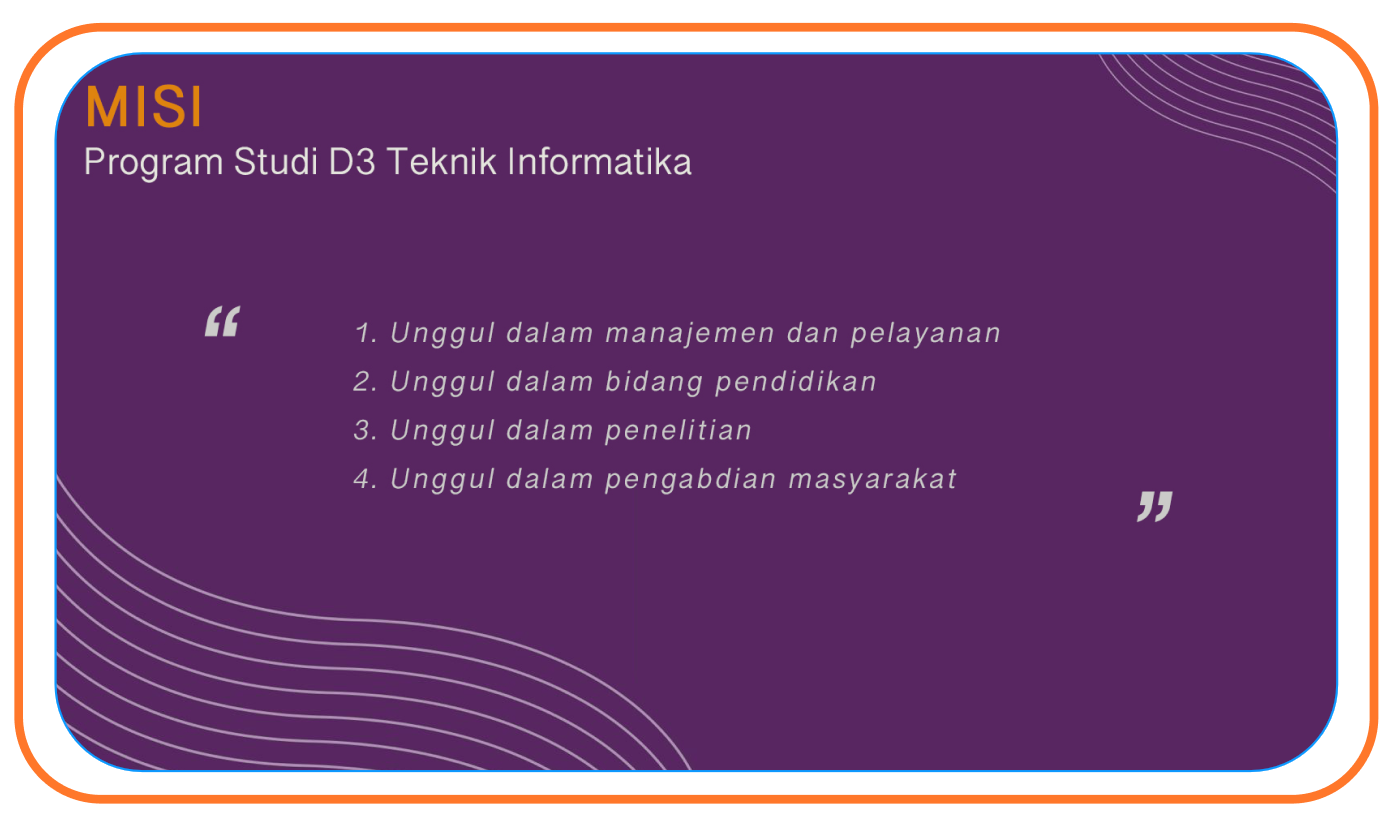 MISI
Program Studi D3 Teknik Informatika
“
1. Unggul dalam manajemen dan pelayanan
2. Unggul dalam bidang pendidikan
3. Unggul dalam penelitian
4. Unggul dalam pengabdian masyarakat
”